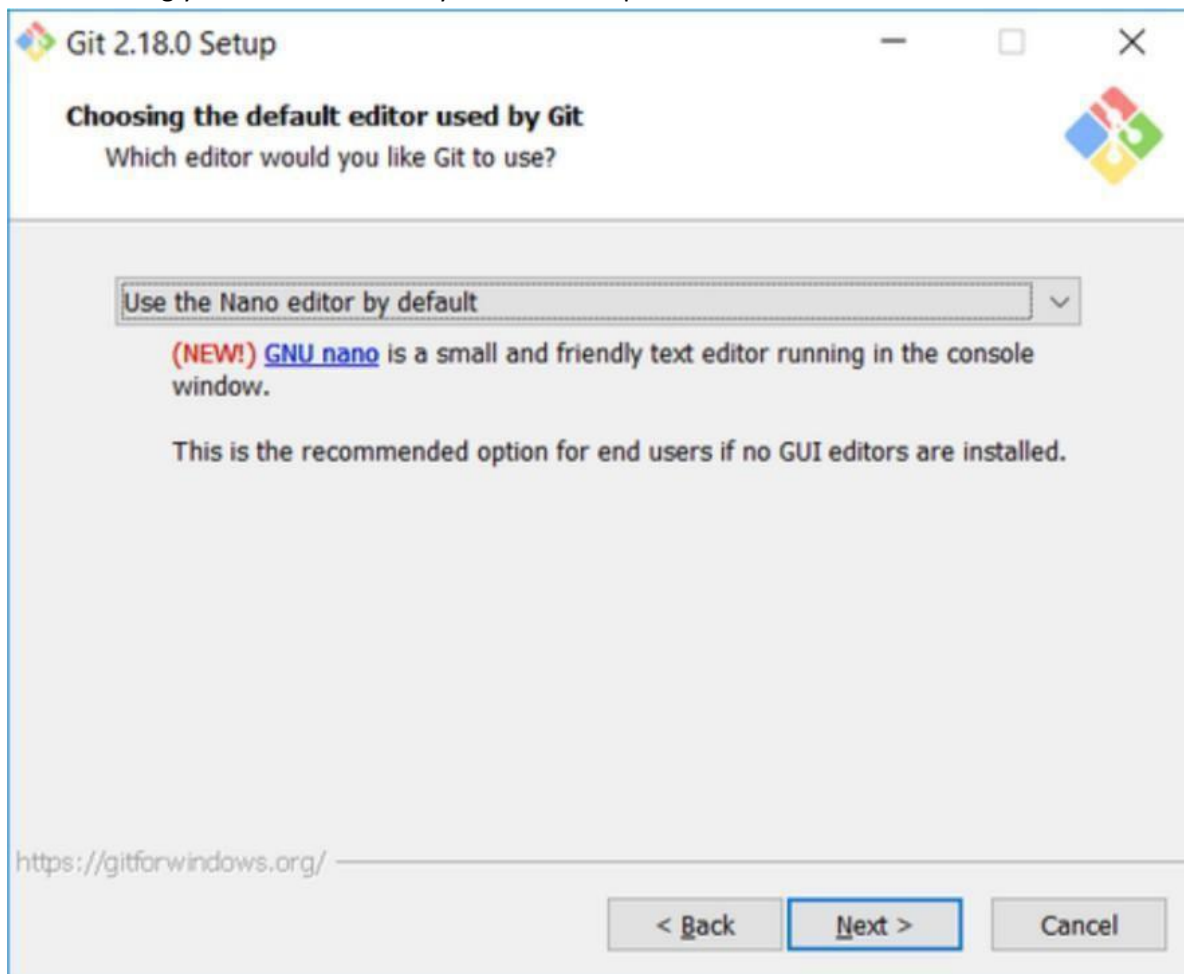 Git 2.18.0 Setup
Choosing the default editor used by Git
Which editor would you like Git to use?
Use the Nano editor by default
(NEW!) GNU nano is a small and friendly text editor running in the console
window.
This is the recommended option for end users if no GUI editors are installed.
https://gitforwindows.org/
< Back
Next >
Cancel